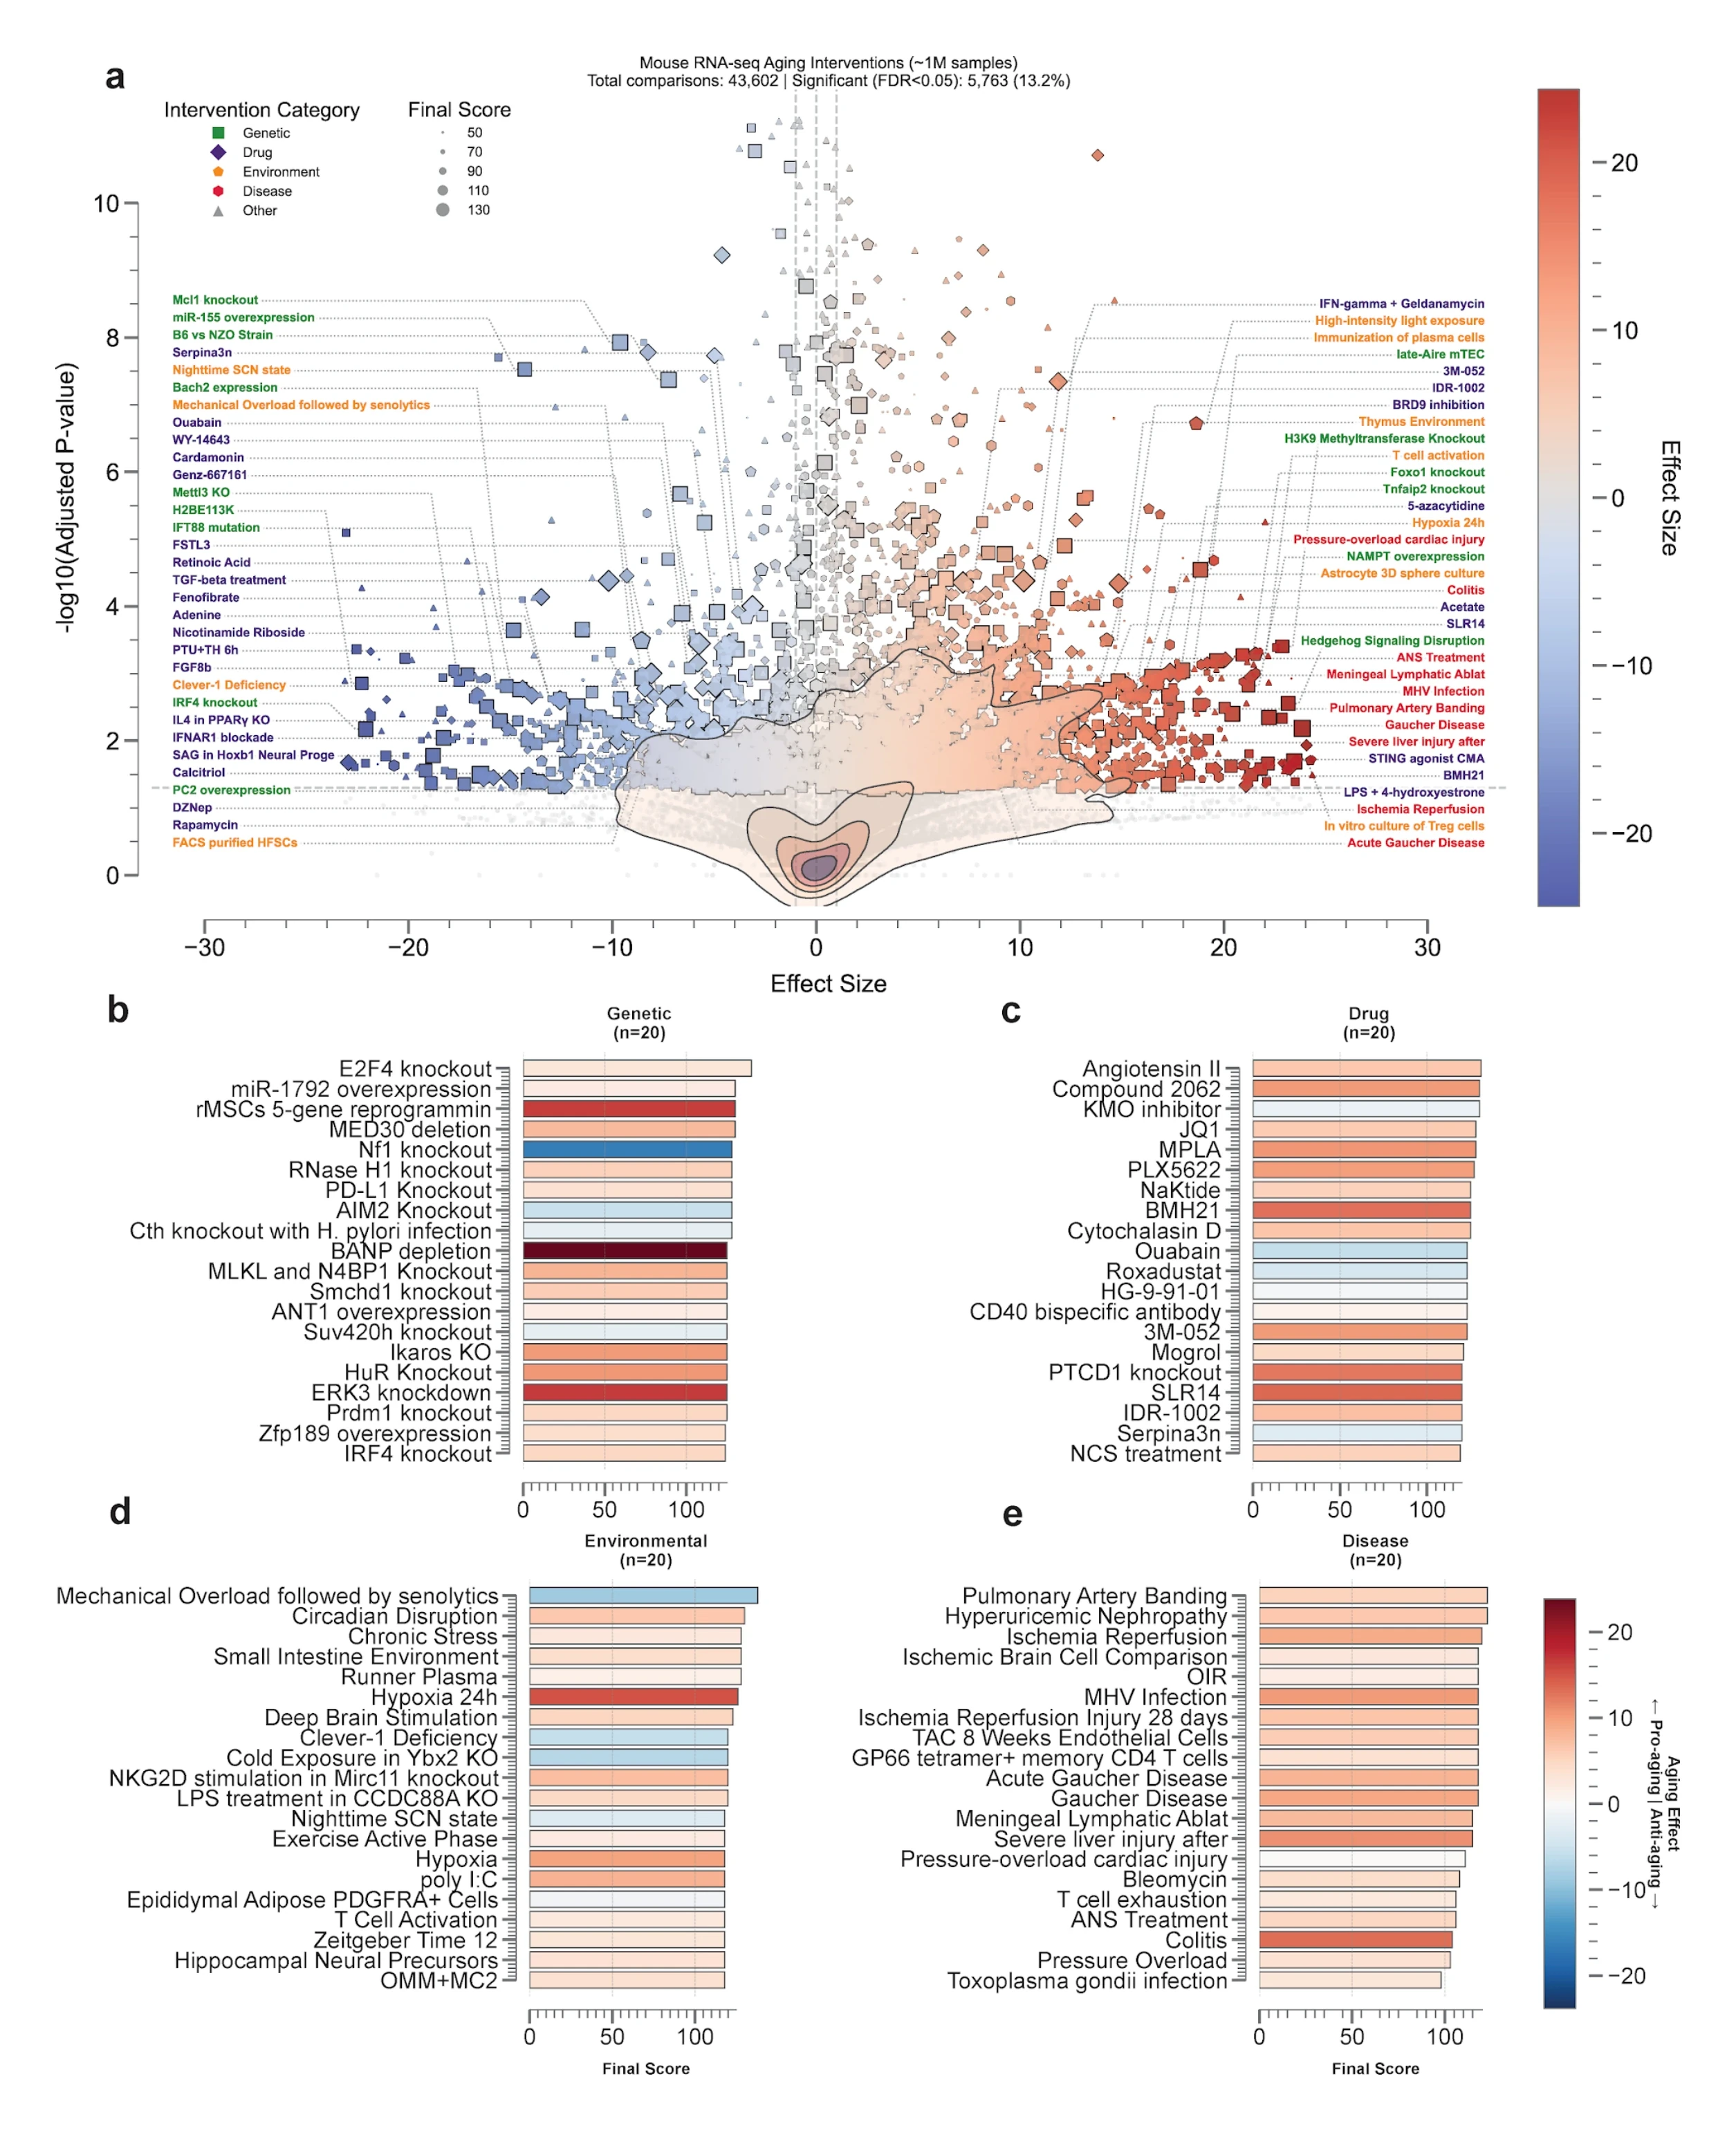 a
Mouse RNA-seq Aging Interventions (~1M samples)
Total comparisons: 43,602 | Significant (FDR<0.05): 5,763 (13.2%)
Intervention Category
Genetic
Drug
Environment
Disease
Other
Final Score
50
70
90
110
130
-log10(Adjusted P-value)
10
8
6
4
2
0
Mcl1 knockout
miR-155 overexpression
B6 vs NZO Strain
Serpina3n
Nighttime SCN state
Bach2 expression
Mechanical Overload followed by senolytics
Ouabain
WY-14643
Cardamonin
Genz-667161
Mettl3 KO
H2BE113K
IFT88 mutation
FSTL3
Retinoic Acid
TGF-beta treatment
Fenofibrate
Adenine
Nicotinamide Riboside
PTU+TH 6h
FGF8b
Clever-1 Deficiency
IRF4 knockout
IL4 in PPARγ KO
IFNAR1 blockade
SAG in Hoxb1 Neural Proge
Calcitriol
PC2 overexpression
DZNep
Rapamycin
FACS purified HFSCs
IFN-gamma + Geldanamycin
High-intensity light exposure
Immunization of plasma cells
late-Aire mTEC
3M-052
IDR-1002
BRD9 inhibition
Thymus Environment
H3K9 Methyltransferase Knockout
T cell activation
Foxo1 knockout
Tnfaip2 knockout
5-azacytidine
Hypoxia 24h
Pressure-overload cardiac injury
NAMPT overexpression
Astrocyte 3D sphere culture
Colitis
Acetate
SLR14
Hedgehog Signaling Disruption
ANS Treatment
Meningeal Lymphatic Ablat
MHV Infection
Pulmonary Artery Banding
Gaucher Disease
Severe liver injury after
STING agonist CMA
BMH21
LPS + 4-hydroxyestrone
Ischemia Reperfusion
In vitro culture of Treg cells
Acute Gaucher Disease
−30
−20
−10
0
10
20
30
Effect Size
20
10
0
−10
−20
Effect Size
b
Genetic
(n=20)
E2F4 knockout
miR-1792 overexpression
rMSCs 5-gene reprogrammin
MED30 deletion
Nf1 knockout
RNase H1 knockout
PD-L1 Knockout
AIM2 Knockout
Cth knockout with H. pylori infection
BANP depletion
MLKL and N4BP1 Knockout
Smchd1 knockout
ANT1 overexpression
Suv420h knockout
Ikaros KO
HuR Knockout
ERK3 knockdown
Prdm1 knockout
Zfp189 overexpression
IRF4 knockout
0
50
100
c
Drug
(n=20)
Angiotensin II
Compound 2062
KMO inhibitor
JQ1
MPLA
PLX5622
NaKtide
BMH21
Cytochalasin D
Ouabain
Roxadustat
HG-9-91-01
CD40 bispecific antibody
3M-052
Mogrol
PTCD1 knockout
SLR14
IDR-1002
Serpina3n
NCS treatment
0
50
100
d
Environmental
(n=20)
Mechanical Overload followed by senolytics
Circadian Disruption
Chronic Stress
Small Intestine Environment
Runner Plasma
Hypoxia 24h
Deep Brain Stimulation
Clever-1 Deficiency
Cold Exposure in Ybx2 KO
NKG2D stimulation in Mirc11 knockout
LPS treatment in CCDC88A KO
Nighttime SCN state
Exercise Active Phase
Hypoxia
poly I:C
Epididymal Adipose PDGFRA+ Cells
T Cell Activation
Zeitgeber Time 12
Hippocampal Neural Precursors
OMM+MC2
0
50
100
Final Score
e
Disease
(n=20)
Pulmonary Artery Banding
Hyperuricemic Nephropathy
Ischemia Reperfusion
Ischemic Brain Cell Comparison
OIR
MHV Infection
Ischemia Reperfusion Injury 28 days
TAC 8 Weeks Endothelial Cells
GP66 tetramer+ memory CD4 T cells
Acute Gaucher Disease
Gaucher Disease
Meningeal Lymphatic Ablat
Severe liver injury after
Pressure-overload cardiac injury
Bleomycin
T cell exhaustion
ANS Treatment
Colitis
Pressure Overload
Toxoplasma gondii infection
0
50
100
Final Score
20
10
0
−10
−20
Aging Effect
← Pro-aging | Anti-aging →